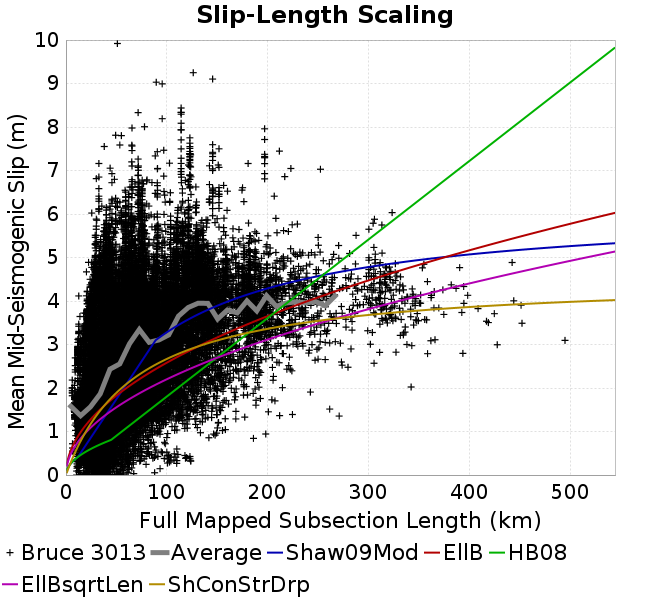 Slip-Length Scaling
Mean Mid-Seismogenic Slip (m)
10
9
8
7
6
5
4
3
2
1
0
0 100 200 300 400 500
Full Mapped Subsection Length (km)
Bruce 3013 Average Shaw09Mod EllB HB08
EllBsqrtLen ShConStrDrp